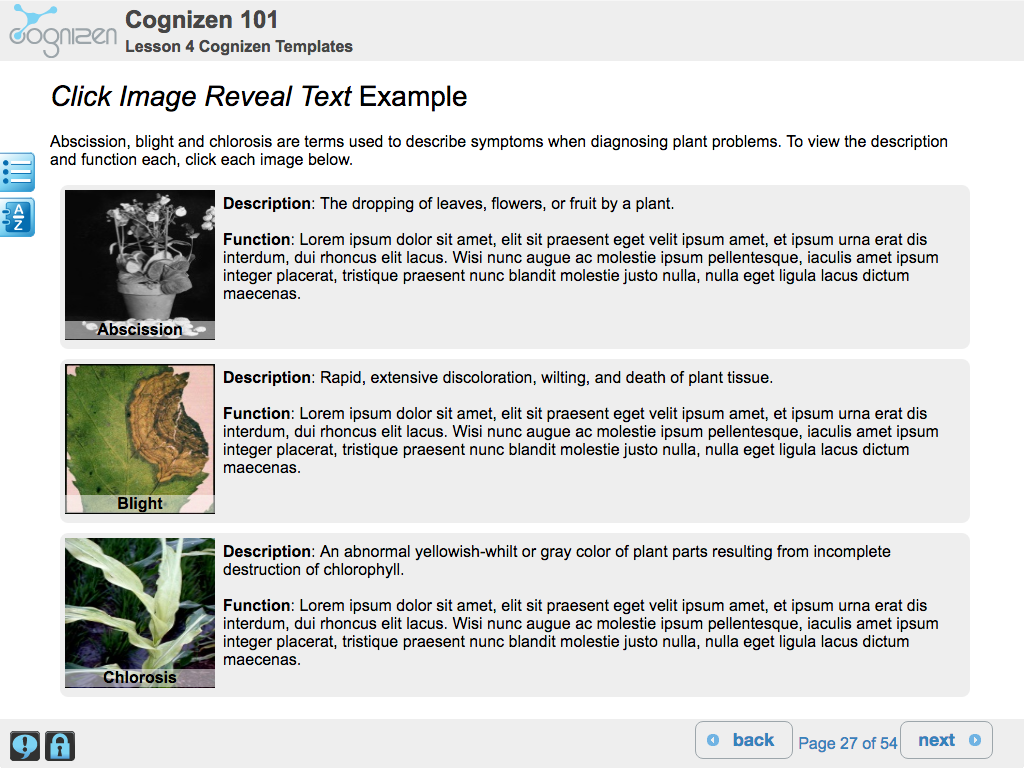 cognizen
Cognizen 101
Lesson 4 Cognizen Templates
Click Image Reveal Text Example
Abscission, blight and chlorosis are terms used to describe symptoms when diagnosing plant problems. To view the description
and function each, click each image below.
A
Z
Description: The dropping of leaves, flowers, or fruit by a plant.
Function: Lorem ipsum dolor sit amet, elit sit praesent eget velit ipsum amet, et ipsum urna erat dis
interdum, dui rhoncus elit lacus. Wisi nunc augue ac molestie ipsum pellentesque, iaculis amet ipsum
integer placerat, tristique praesent nunc blandit molestie justo nulla, nulla eget ligula lacus dictum
maecenas.
Abscission
Description: Rapid, extensive discoloration, wilting, and death of plant tissue.
Function: Lorem ipsum dolor sit amet, elit sit praesent eget velit ipsum amet, et ipsum urna erat dis
interdum, dui rhoncus elit lacus. Wisi nunc augue ac molestie ipsum pellentesque, iaculis amet ipsum
integer placerat, tristique praesent nunc blandit molestie justo nulla, nulla eget ligula lacus dictum
maecenas.
Blight
Description: An abnormal yellowish-whilt or gray color of plant parts resulting from incomplete
destruction of chlorophyll.
Function: Lorem ipsum dolor sit amet, elit sit praesent eget velit ipsum amet, et ipsum urna erat dis
interdum, dui rhoncus elit lacus. Wisi nunc augue ac molestie ipsum pellentesque, iaculis amet ipsum
integer placerat, tristique praesent nunc blandit molestie justo nulla, nulla eget ligula lacus dictum
maecenas.
Chlorosis
back
Page 27 of 54
next